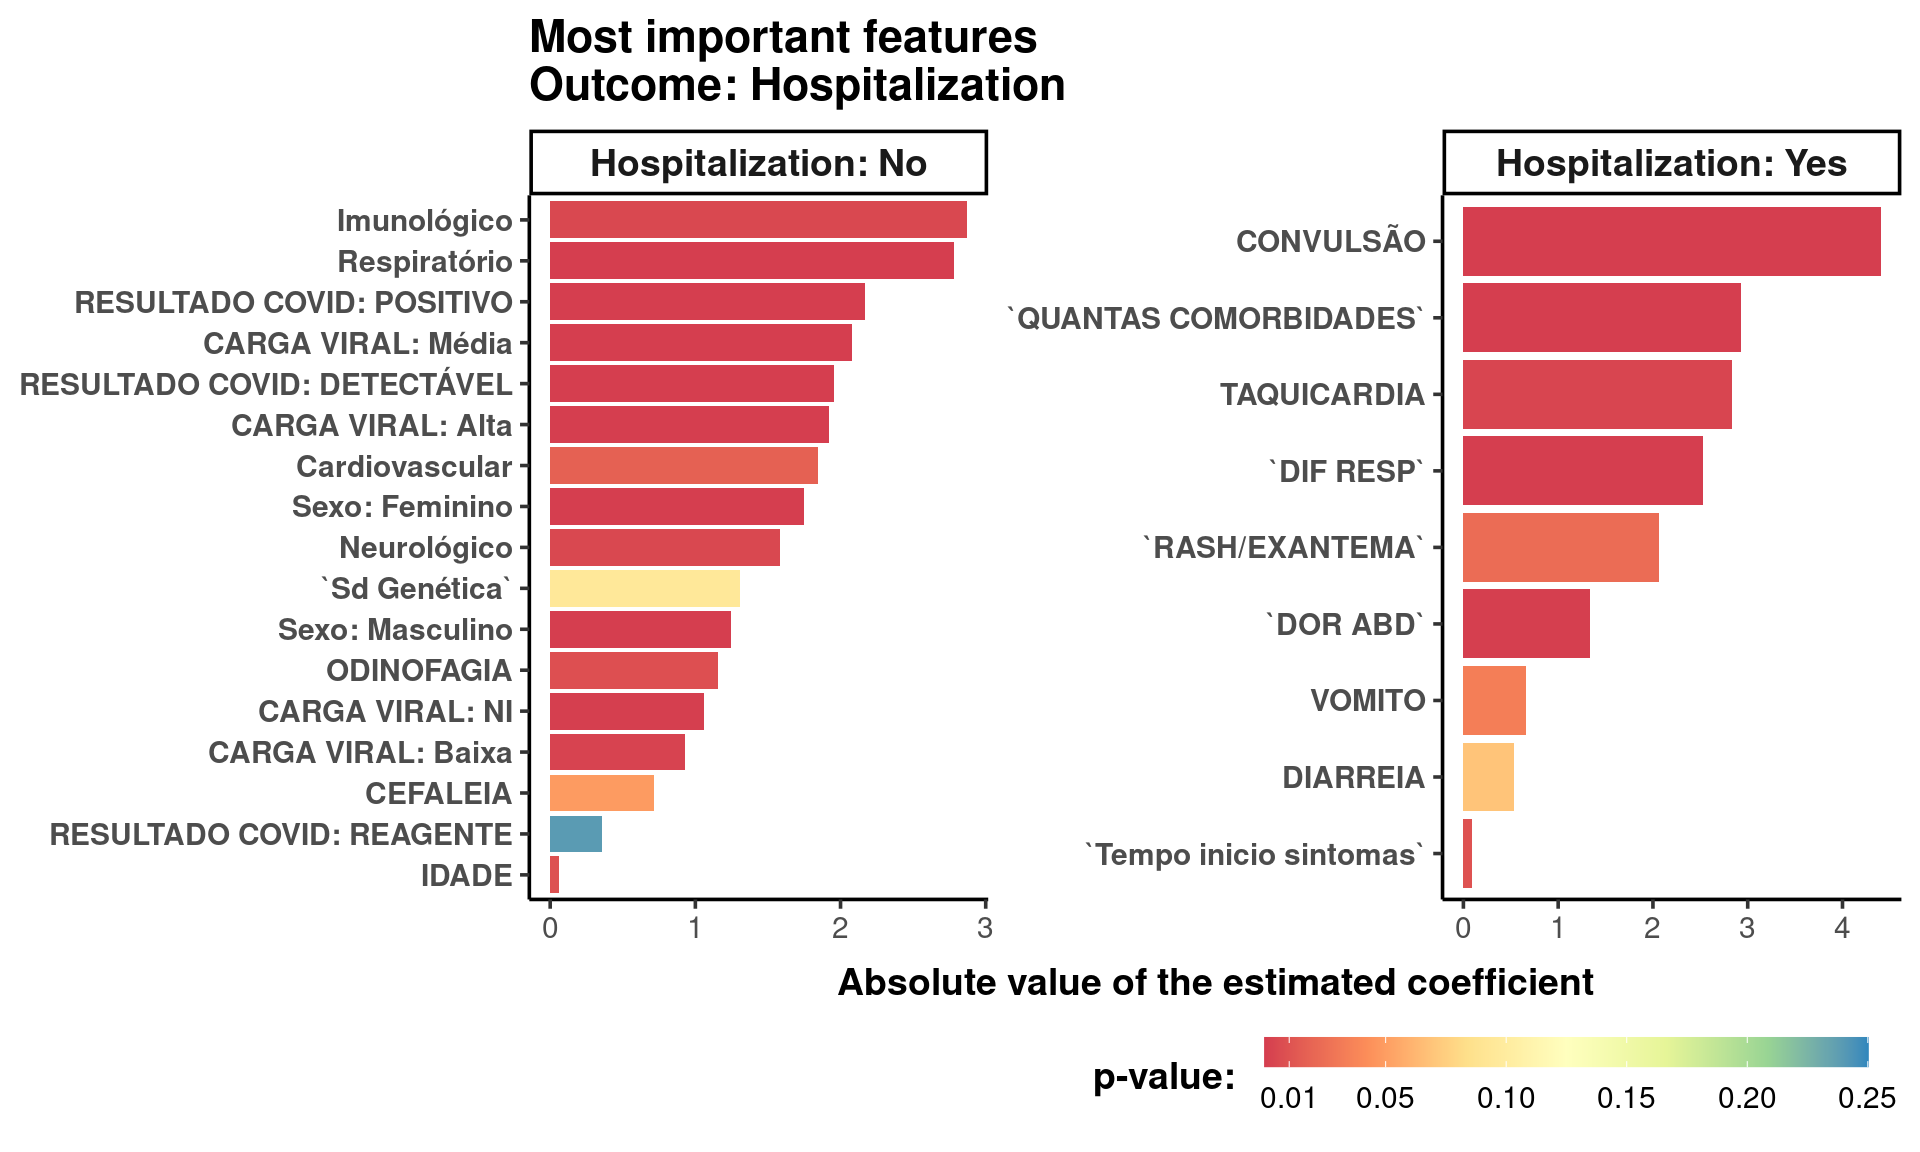 Most important features
Outcome: Hospitalization
Hospitalization: No
Imunológico
Respiratório
RESULTADO COVID: POSITIVO
CARGA VIRAL: Média
RESULTADO COVID: DETECTÁVEL
CARGA VIRAL: Alta
Cardiovascular
Sexo: Feminino
Neurológico
`Sd Genética`
Sexo: Masculino
ODINOFAGIA
CARGA VIRAL: NI
CARGA VIRAL: Baixa
CEFALEIA
RESULTADO COVID: REAGENTE
IDADE
0 1 2 3
Hospitalization: Yes
CONVULSÃO
`QUANTAS COMORBIDADES`
TAQUICARDIA
`DIF RESP`
`RASH/EXANTEMA`
`DOR ABD`
VOMITO
DIARREIA
`Tempo inicio sintomas`
0 1 2 3 4
Absolute value of the estimated coefficient
p-value:
0.01 0.05 0.10 0.15 0.20 0.25